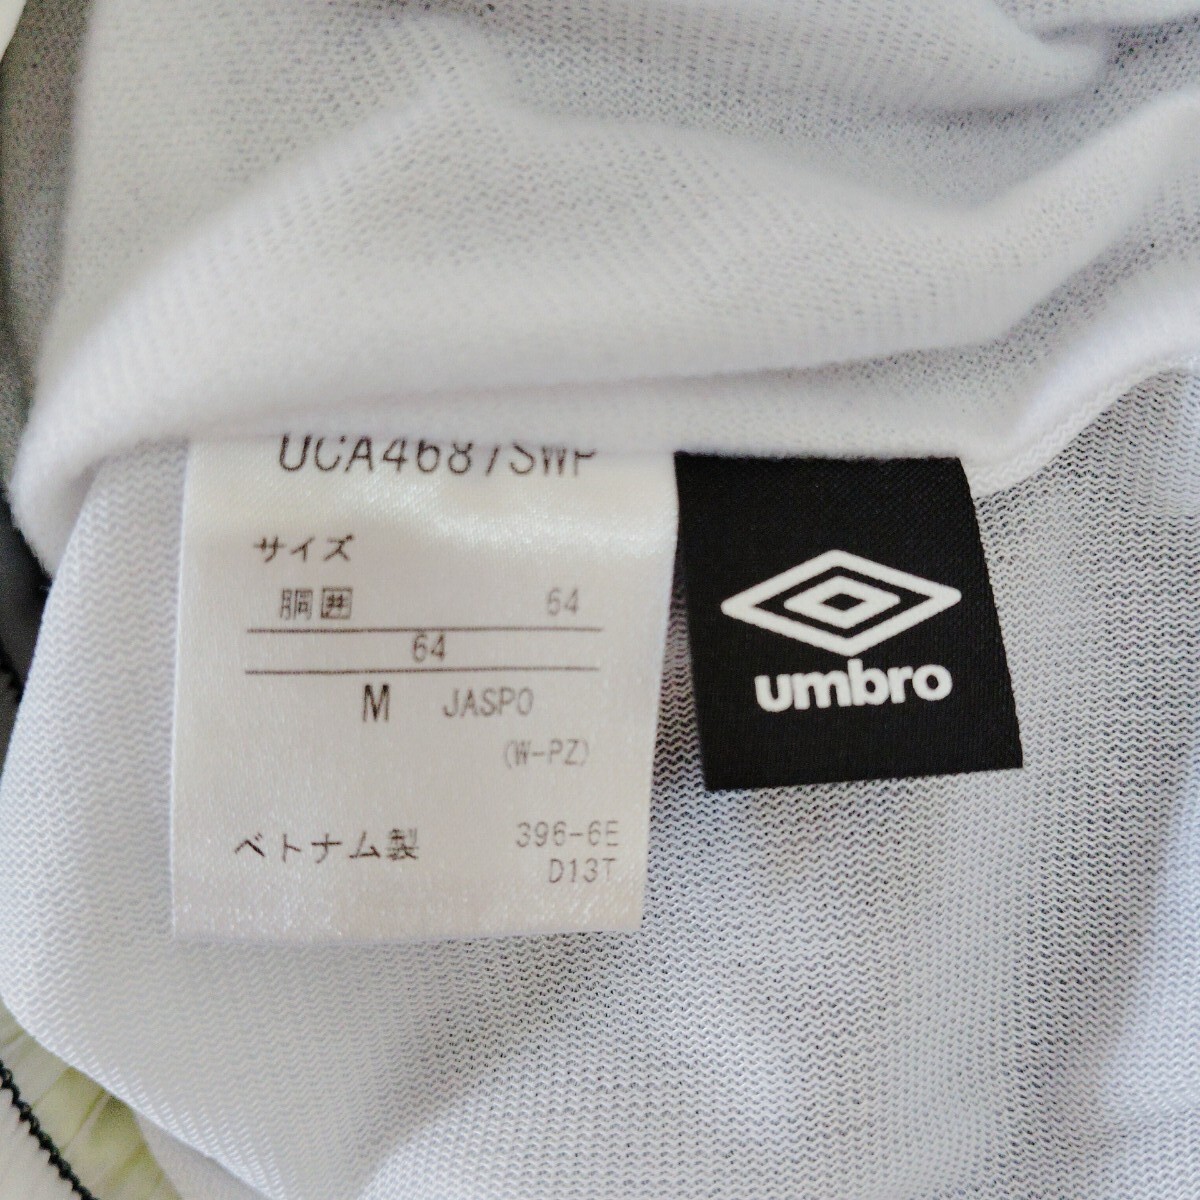 UCA4687SWP
サイズ
胴囲 64
64
M JASPO
(W-PZ)
ベトナム製 396-6E
D13T
umbro